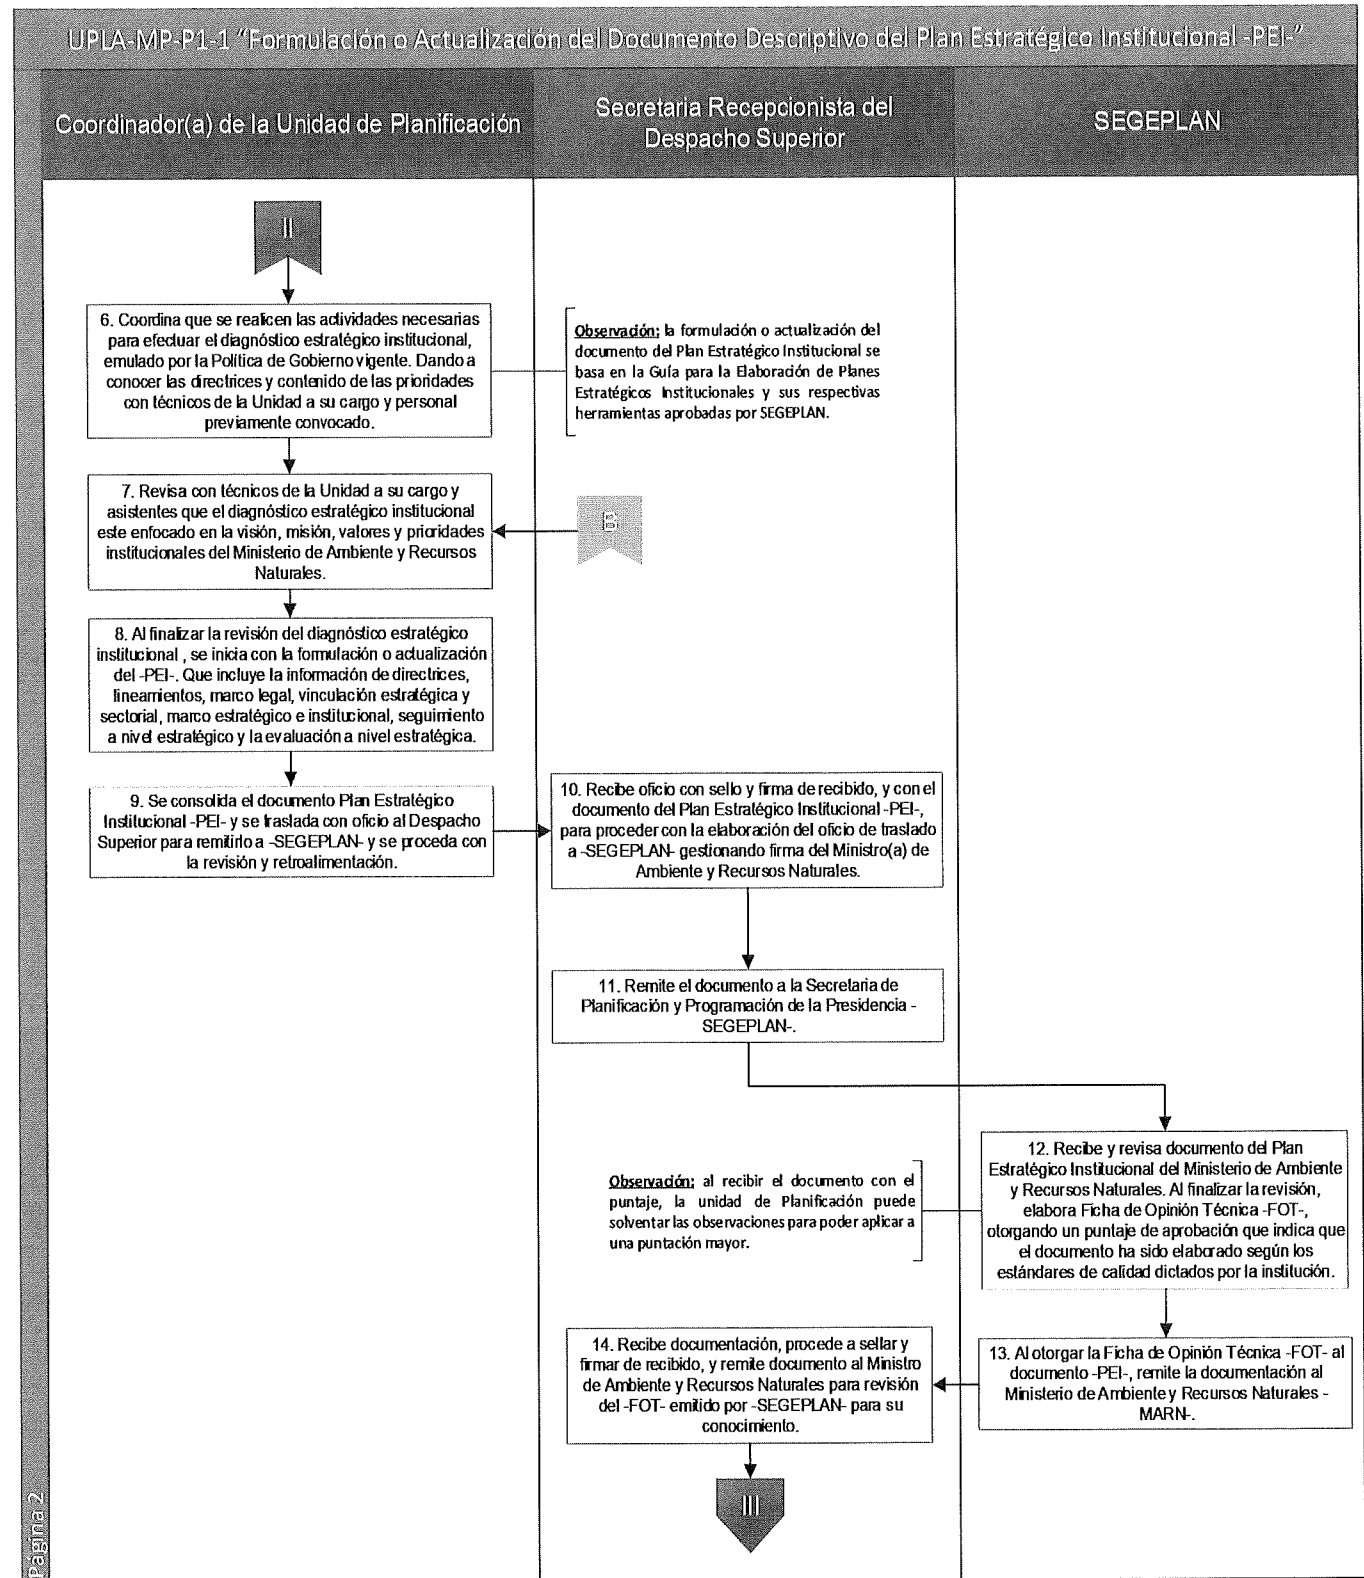 UPLA-MP-P1-1 “Formulación o Actualización del Documento Descriptivo del Plan Estratégico Institucional -PEI-”
Coordinador(a) de la Unidad de Planificación
Secretaria Recepcionista del
Despacho Superior
SEGEPLAN
II
6. Coordina que se realicen las actividades necesarias
para efectuar el diagnóstico estratégico institucional,
emulado por la Política de Gobierno vigente. Dando a
conocer las directrices y contenido de las prioridades
con técnicos de la Unidad a su cargo y personal
previamente convocado.
Observación: la formulación o actualización del
documento del Plan Estratégico Institucional se
basa en la Guía para la Elaboración de Planes
Estratégicos Institucionales y sus respectivas
herramientas aprobadas por SEGEPLAN.
7. Revisa con técnicos de la Unidad a su cargo y
asistentes que el diagnóstico estratégico institucional
este enfocado en la visión, misión, valores y prioridades
institucionales del Ministerio de Ambiente y Recursos
Naturales.
B
8. Al finalizar la revisión del diagnóstico estratégico
institucional , se inicia con la formulación o actualización
del -PEI-. Que incluye la información de directrices,
lineamientos, marco legal, vinculación estratégica y
sectorial, marco estratégico e institucional, seguimiento
a nivel estratégico y la evaluación a nivel estratégica.
9. Se consolida el documento Plan Estratégico
Institucional -PEI- y se traslada con oficio al Despacho
Superior para remitirlo a -SEGEPLAN- y se proceda con
la revisión y retroalimentación.
10. Recibe oficio con sello y firma de recibido, y con el
documento del Plan Estratégico Institucional -PEI-,
para proceder con la elaboración del oficio de traslado
a -SEGEPLAN- gestionando firma del Ministro(a) de
Ambiente y Recursos Naturales.
11. Remite el documento a la Secretaria de
Planificación y Programación de la Presidencia -
SEGEPLAN-.
12. Recibe y revisa documento del Plan
Estratégico Institucional del Ministerio de Ambiente
y Recursos Naturales. Al finalizar la revisión,
elabora Ficha de Opinión Técnica -FOT-,
otorgando un puntaje de aprobación que indica que
el documento ha sido elaborado según los
estándares de calidad dictados por la institución.
Observación: al recibir el documento con el
puntaje, la unidad de Planificación puede
solventar las observaciones para poder aplicar a
una puntación mayor.
13. Al otorgar la Ficha de Opinión Técnica -FOT- al
documento -PEI-, remite la documentación al
Ministerio de Ambiente y Recursos Naturales -
MARN-.
14. Recibe documentación, procede a sellar y
firmar de recibido, y remite documento al Ministro
de Ambiente y Recursos Naturales para revisión
del -FOT- emitido por -SEGEPLAN- para su
conocimiento.
III
Página 2